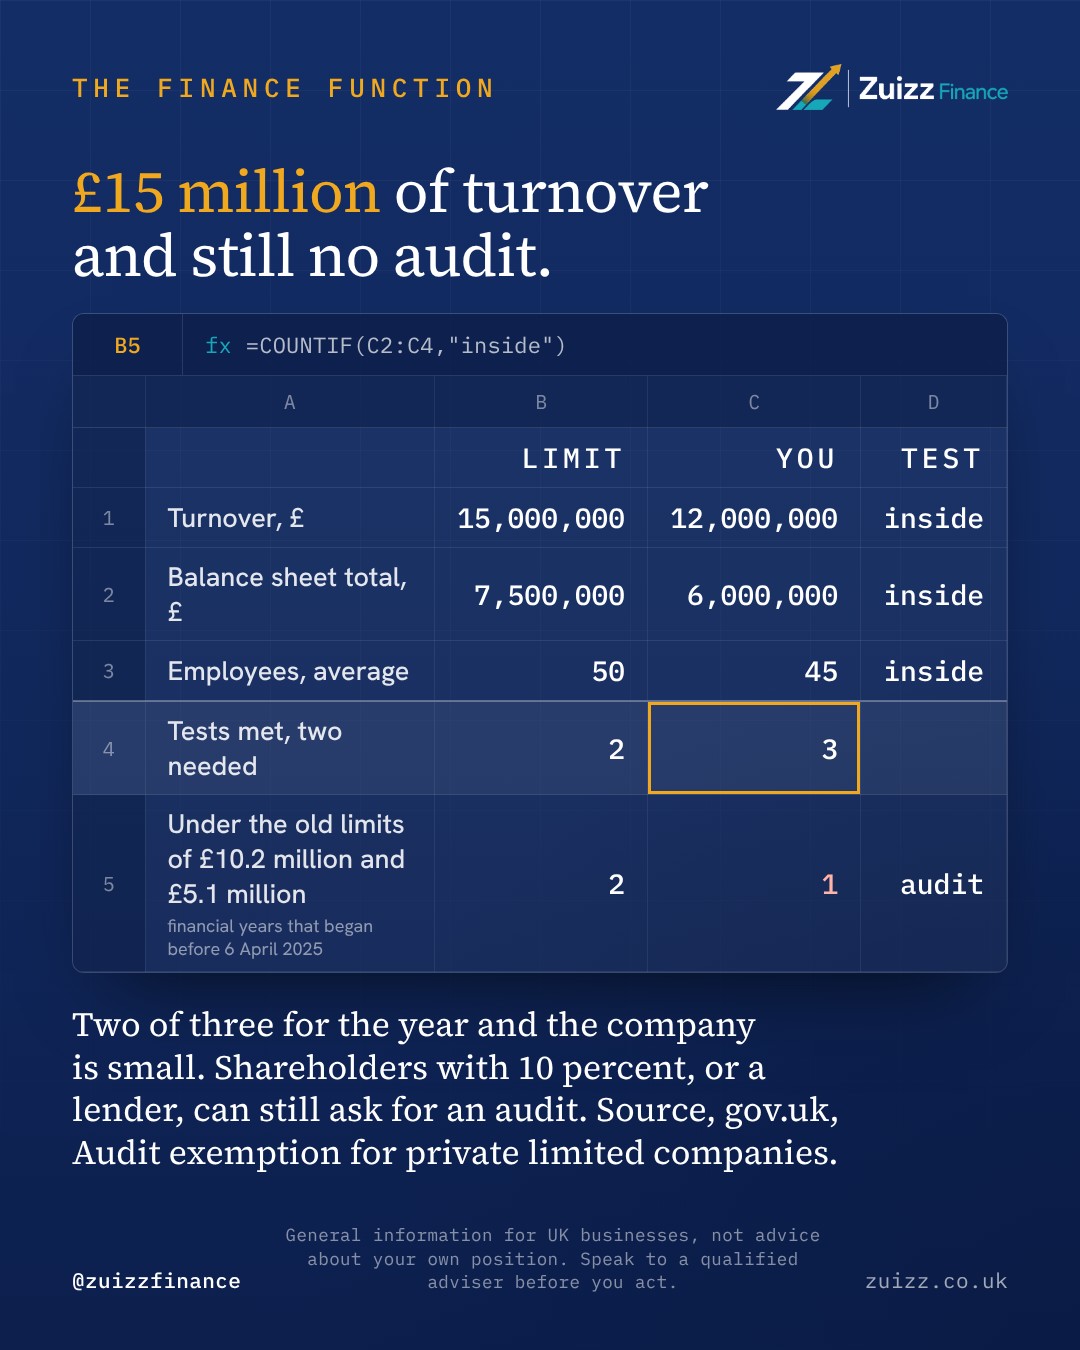 THE FINANCE FUNCTION
Zuizz Finance
£15 million of turnover
and still no audit.
B5 fx =COUNTIF(C2:C4,"inside")
A B C D
LIMIT YOU TEST
1 Turnover, £ 15,000,000 12,000,000 inside
2 Balance sheet total, £ 7,500,000 6,000,000 inside
3 Employees, average 50 45 inside
4 Tests met, two needed 2 3
5 Under the old limits of £10.2 million and £5.1 million 2 1 audit
financial years that began
before 6 April 2025
Two of three for the year and the company
is small. Shareholders with 10 percent, or a
lender, can still ask for an audit. Source, gov.uk,
Audit exemption for private limited companies.
General information for UK businesses, not advice
about your own position. Speak to a qualified
adviser before you act.
@zuizzfinance
zuizz.co.uk